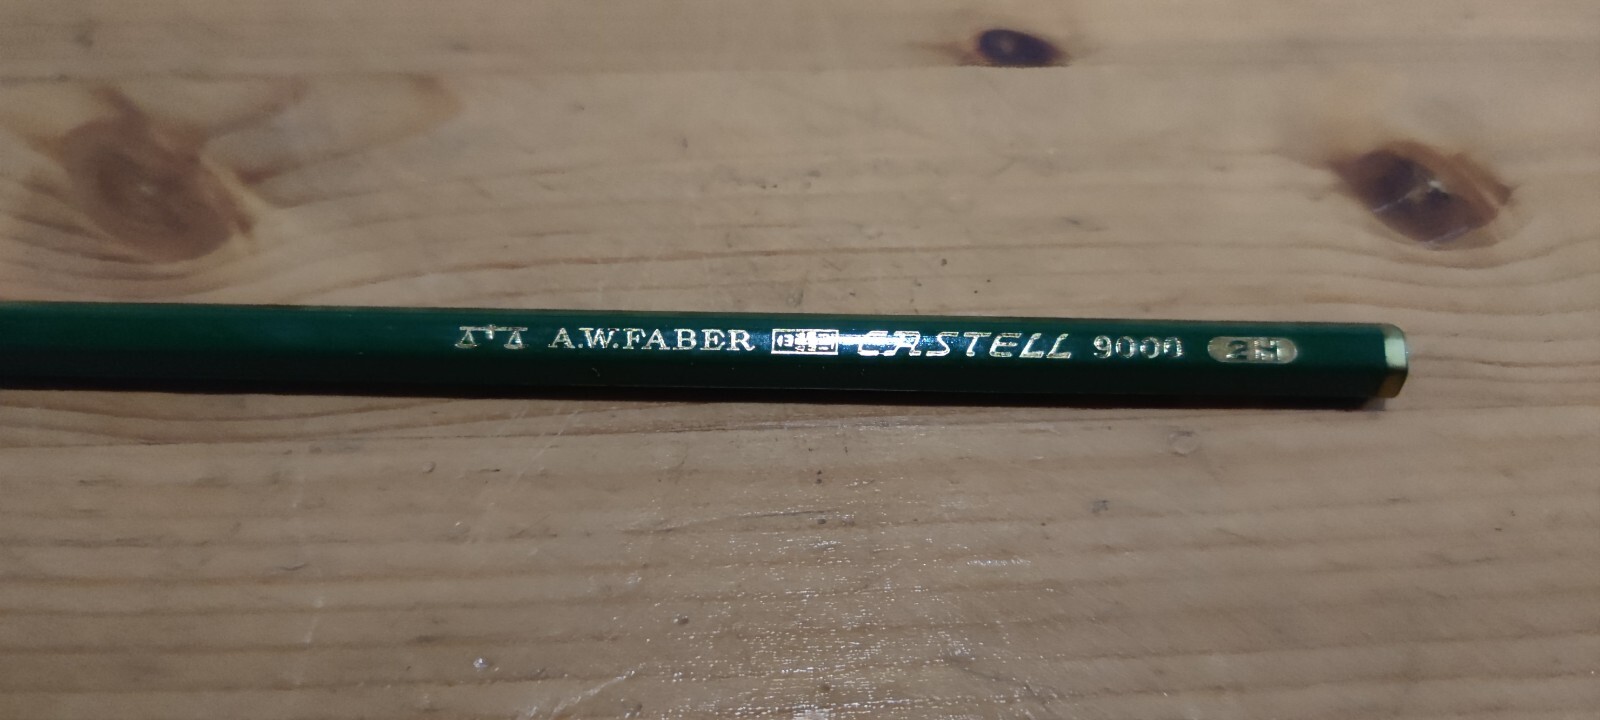 A.W.FABER CASTELL 9000 2H